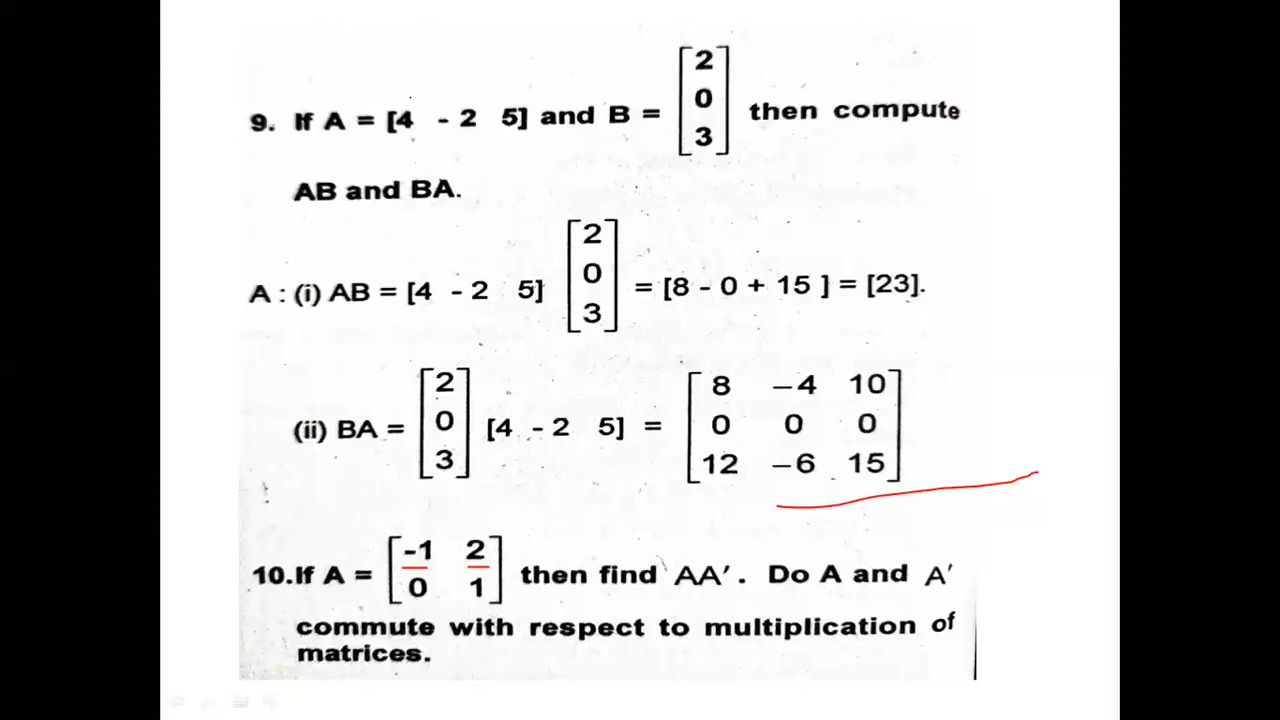 9. If A = [4 - 2 5] and B = [2 0 3] then compute
AB and BA.
A : (i) AB = [4 - 2 5] [2 0 3] = [8 - 0 + 15 ] = [23].
(ii) BA = [2 0 3] [4 - 2 5] = [8 −4 10 0 0 0 12 −6 15]
10.If A = [-1 2 0 1] then find AA′. Do A and A′
commute with respect to multiplication of
matrices.